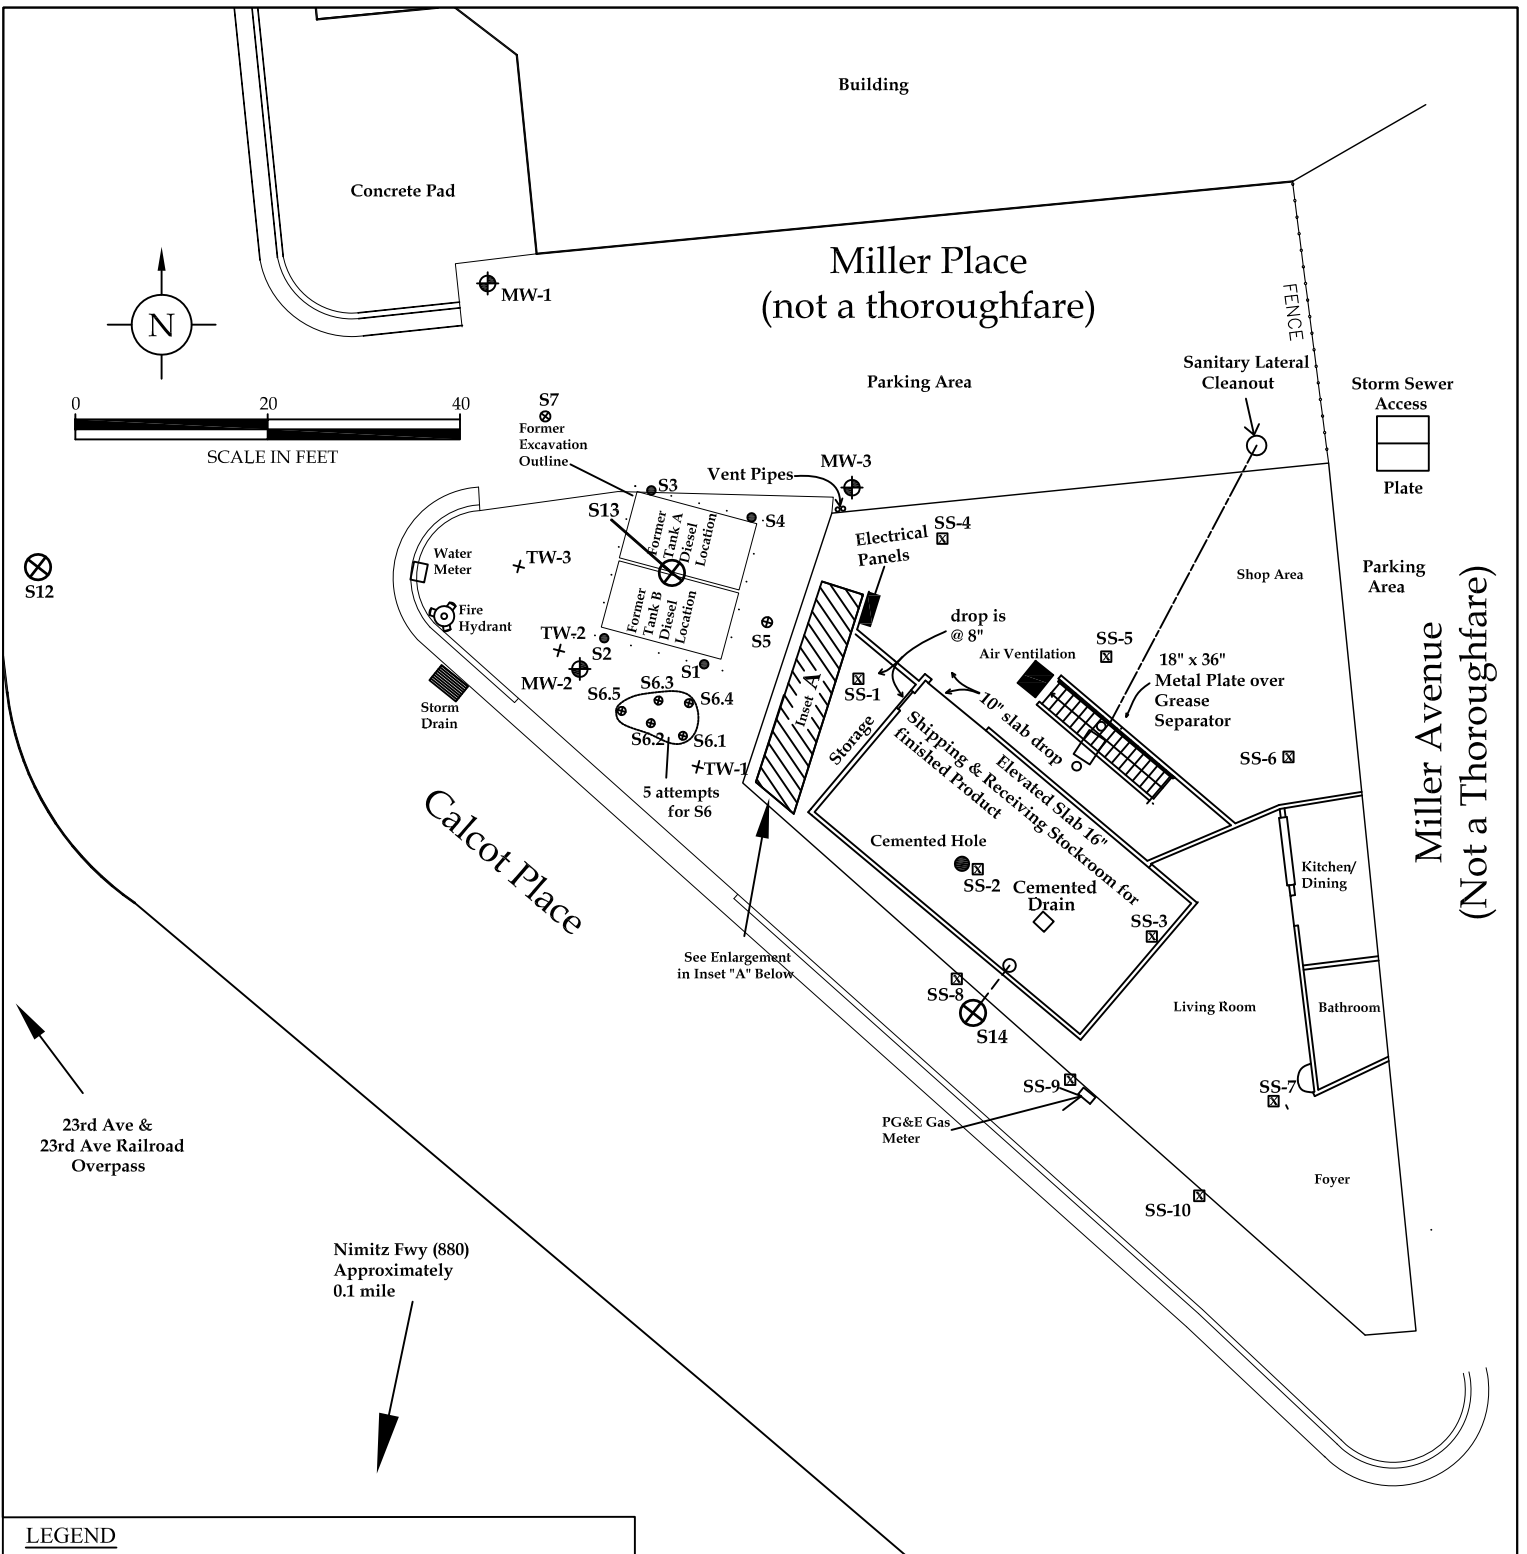 Building
Concrete Pad
Miller Place
(not a thoroughfare)
MW-1
N
FENCE
Sanitary Lateral
Cleanout
Parking Area
Storm Sewer
Access
Plate
0 20 40
SCALE IN FEET
S7
Former
Excavation
Outline
MW-3
Vent Pipes
S3
S13
S4
Former
Tank A
Diesel
Location
Former
Tank B
Diesel
Location
Electrical
Panels
SS-4
Water
Meter
TW-3
S12
Fire
Hydrant
Shop Area
Parking
Area
drop is
@ 8"
TW-2
S2
S5
S1
MW-2
Air Ventilation
SS-5
18" x 36"
Metal Plate over
Grease
Separator
Miller Avenue
(Not a Thoroughfare)
S6.5
S6.3
S6.4
S6.2
S6.1
Storm
Drain
SS-1
Inset A
10" slab drop
Storage
Elevated Slab 16"
Shipping & Receiving Stockroom for
finished Product
SS-6
TW-1
5 attempts
for S6
Calcot Place
Cemented Hole
SS-2
Cemented
Drain
SS-3
Kitchen/
Dining
See Enlargement
in Inset "A" Below
SS-8
S14
Living Room
Bathroom
SS-9
SS-7
PG&E Gas
Meter
23rd Ave &
23rd Ave Railroad
Overpass
Foyer
SS-10
Nimitz Fwy (880)
Approximately
0.1 mile
LEGEND